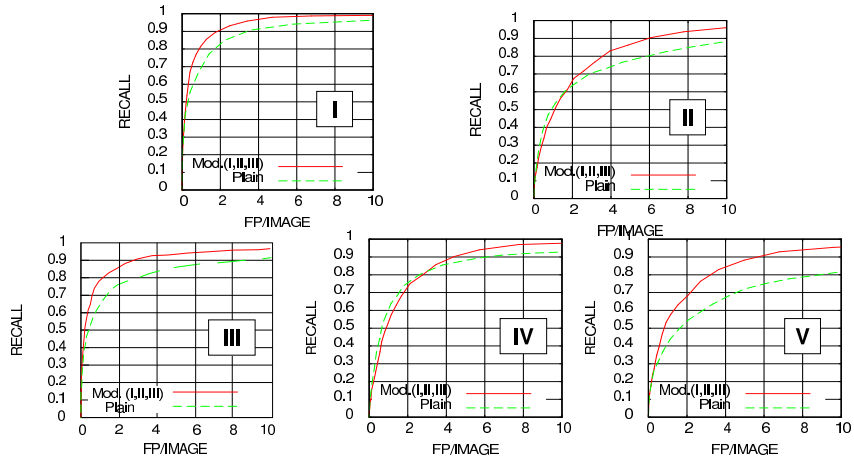 1
0.9
0.8
0.7
0.6
0.5
0.4
0.3
0.2
0.1
0
RECALL
I
Mod.(I,II,III)
Plain
0 2 4 6 8 10
FP/IMAGE
1
0.9
0.8
0.7
0.6
0.5
0.4
0.3
0.2
0.1
0
RECALL
II
Mod.(I,II,III)
Plain
0 2 4 6 8 10
FP/IMAGE
1
0.9
0.8
0.7
0.6
0.5
0.4
0.3
0.2
0.1
0
RECALL
III
Mod. (I,II,III)
Plain
0 2 4 6 8 10
FP/IMAGE
1
0.9
0.8
0.7
0.6
0.5
0.4
0.3
0.2
0.1
0
RECALL
IV
Mod.(I,II,III)
Plain
0 2 4 6 8 10
FP/IMAGE
1
0.9
0.8
0.7
0.6
0.5
0.4
0.3
0.2
0.1
0
RECALL
V
Mod.(I,II,III)
Plain
0 2 4 6 8 10
FP/IMAGE